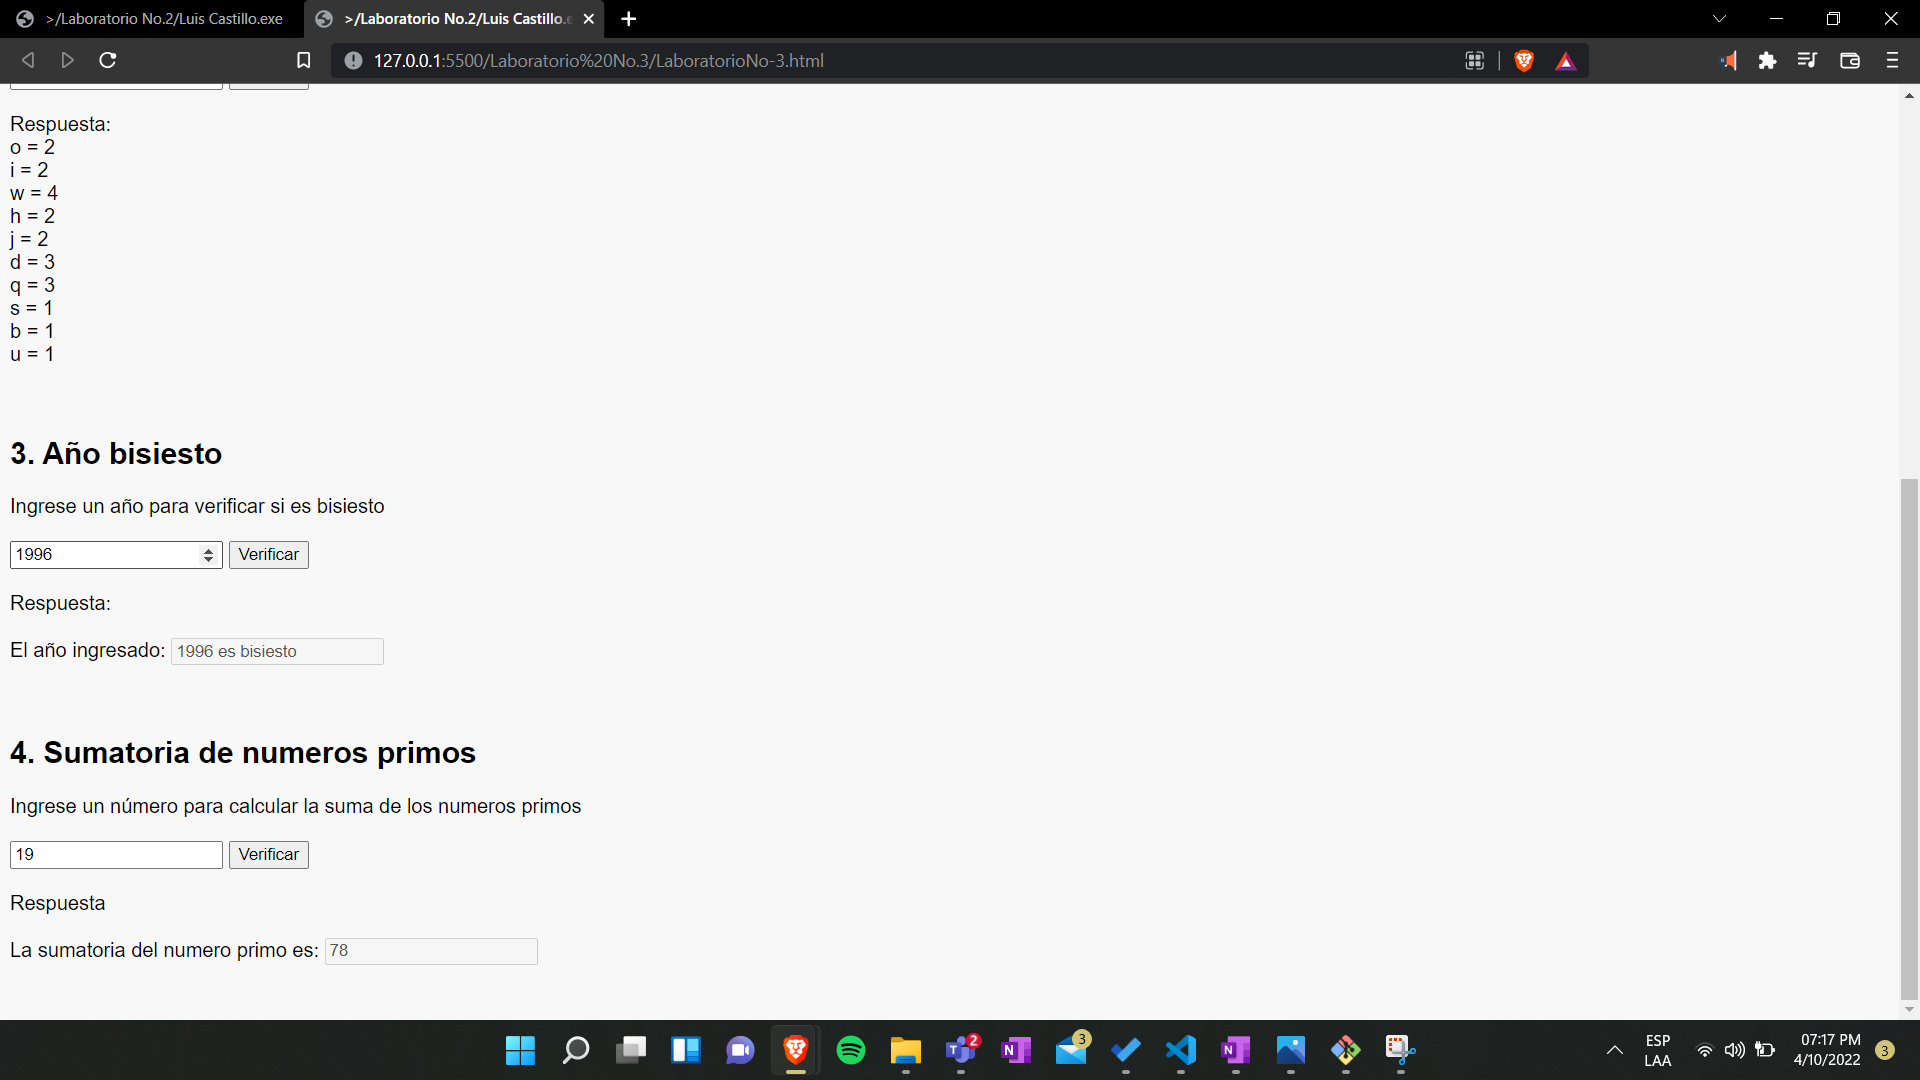 >/Laboratorio No.2/Luis Castillo.exe
>/Laboratorio No.2/Luis Castillo.e
127.0.0.1:5500/Laboratorio%20No.3/LaboratorioNo-3.html
Respuesta:
o = 2
i = 2
w = 4
h = 2
j = 2
d = 3
q = 3
s = 1
b = 1
u = 1
3. Año bisiesto
Ingrese un año para verificar si es bisiesto
1996 Verificar
Respuesta:
El año ingresado: 1996 es bisiesto
4. Sumatoria de numeros primos
Ingrese un número para calcular la suma de los numeros primos
19 Verificar
Respuesta
La sumatoria del numero primo es: 78
2
3
ESP
LAA
07:17 PM
4/10/2022
3